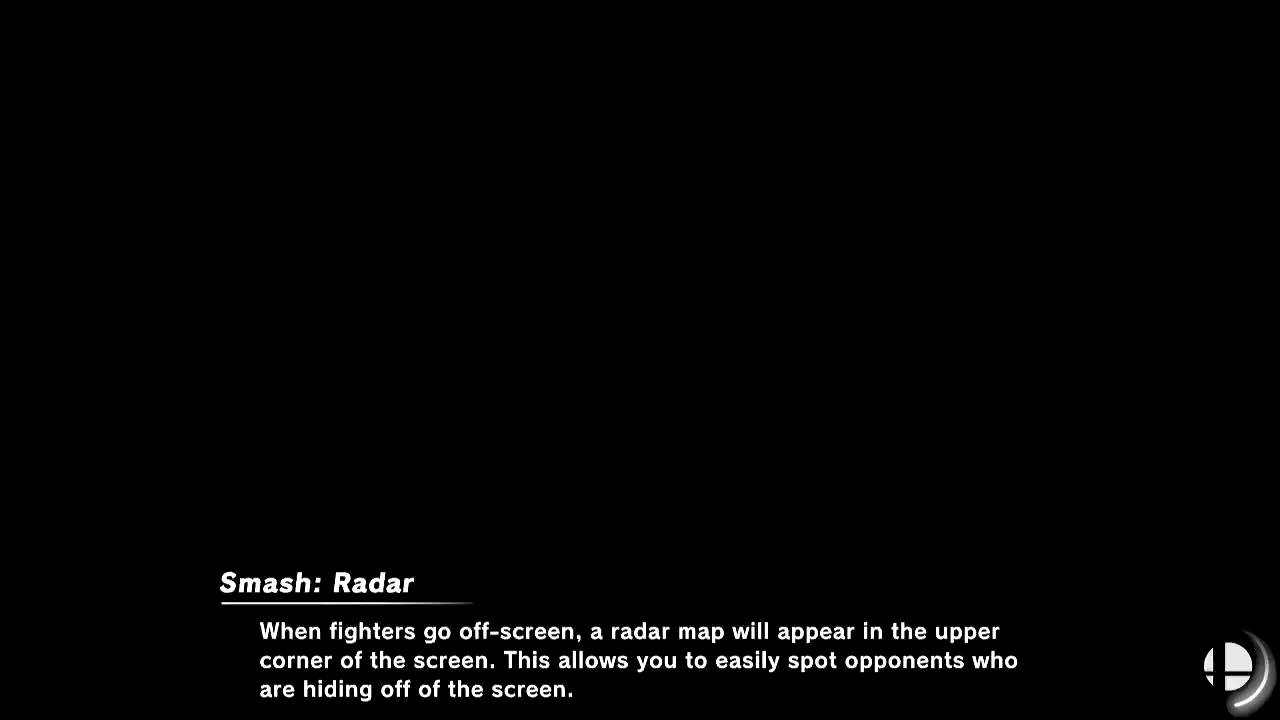 Smash: Radar
When fighters go off-screen, a radar map will appear in the upper
corner of the screen. This allows you to easily spot opponents who
are hiding off of the screen.